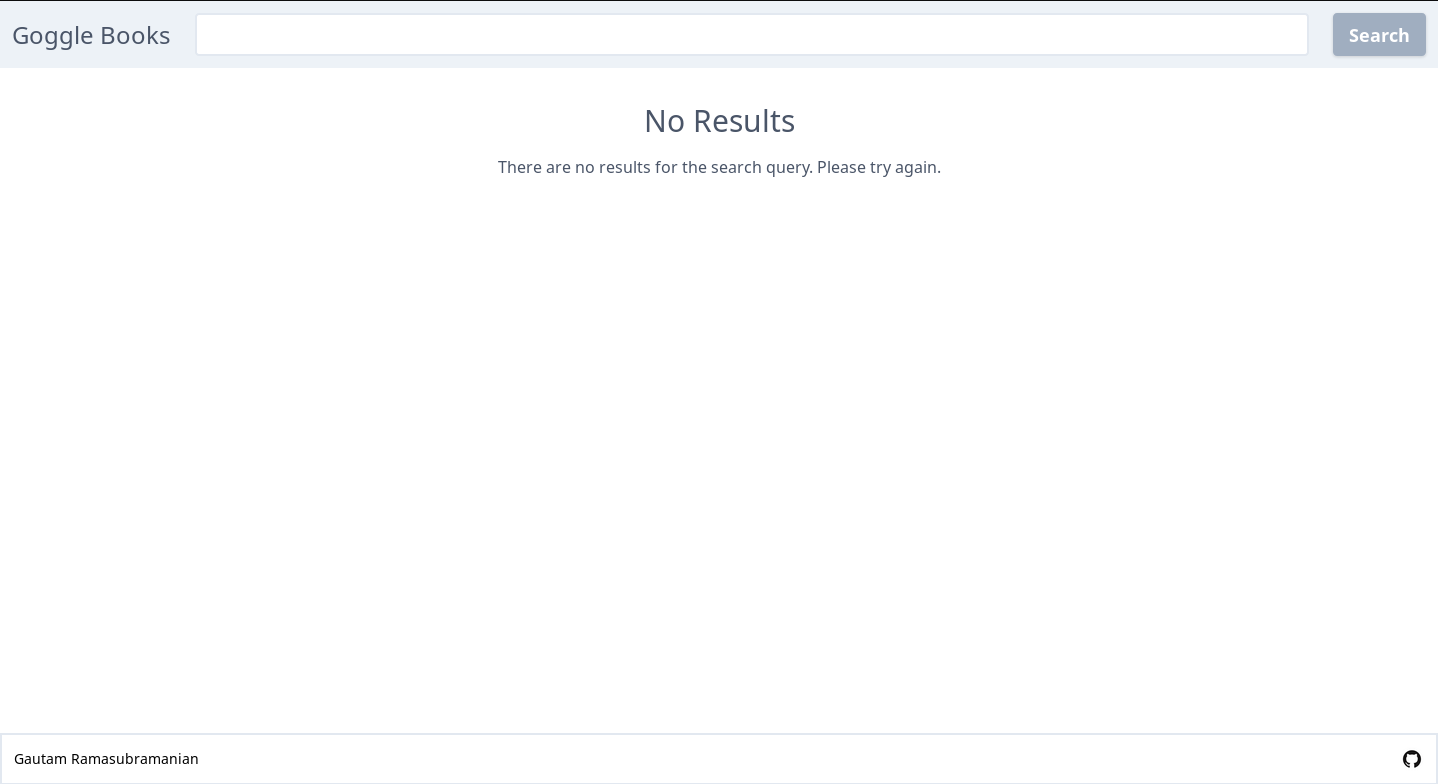 Goggle Books
Search
No Results
There are no results for the search query. Please try again.
Gautam Ramasubramanian